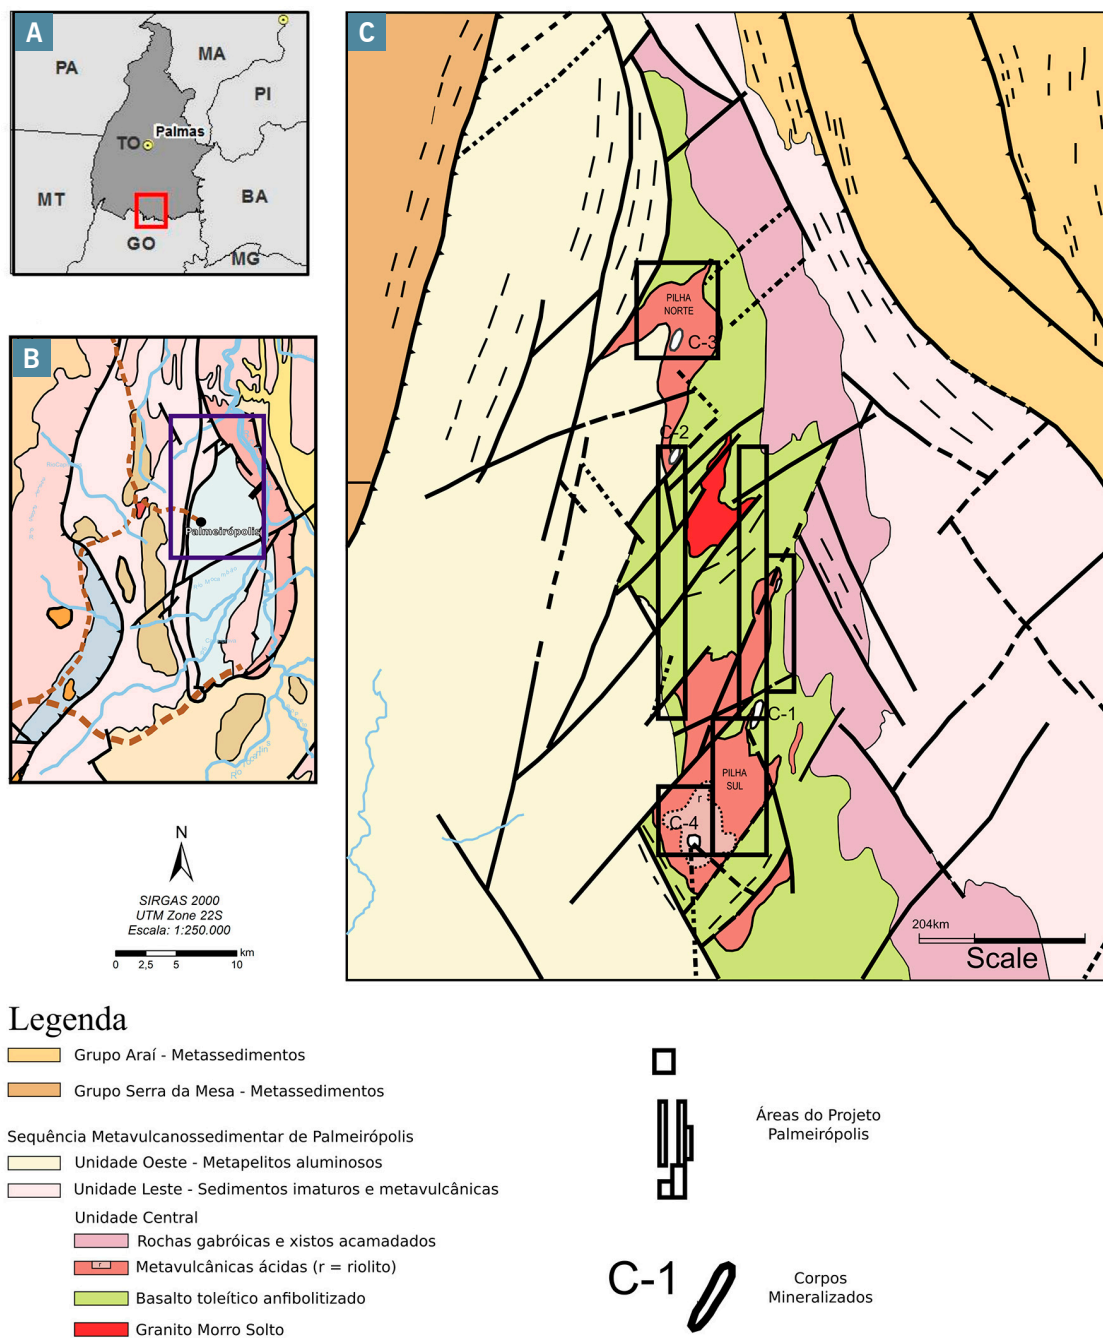 A
PA
MA
PI
TO
Palmas
MT
BA
GO
MG
B
Palmeirópolis
N
SIRGAS 2000
UTM Zone 22S
Escala: 1:250.000
km
0 2,5 5 10
C
PILHA
NORTE
C-3
C-2
C-1
PILHA
SUL
r
C-4
204km
Scale
Legenda
Grupo Araí - Metassedimentos
Grupo Serra da Mesa - Metassedimentos
Sequência Metavulcanossedimentar de Palmeirópolis
Unidade Oeste - Metapelitos aluminosos
Unidade Leste - Sedimentos imaturos e metavulcânicas
Unidade Central
Rochas gabróicas e xistos acamadados
r
Metavulcânicas ácidas (r = riolito)
Basalto toleítico anfibolitizado
Granito Morro Solto
Áreas do Projeto
Palmeirópolis
C-1
Corpos
Mineralizados